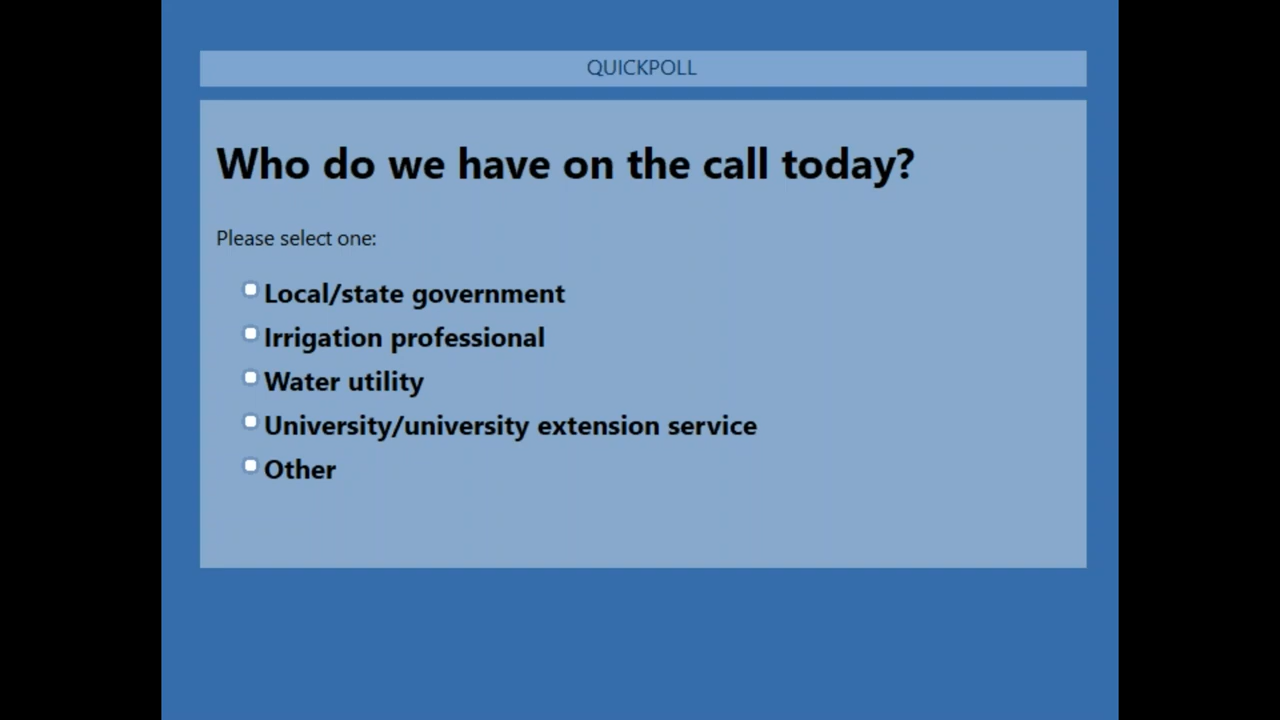 QUICKPOLL
Who do we have on the call today?
Please select one:
Local/state government
Irrigation professional
Water utility
University/university extension service
Other